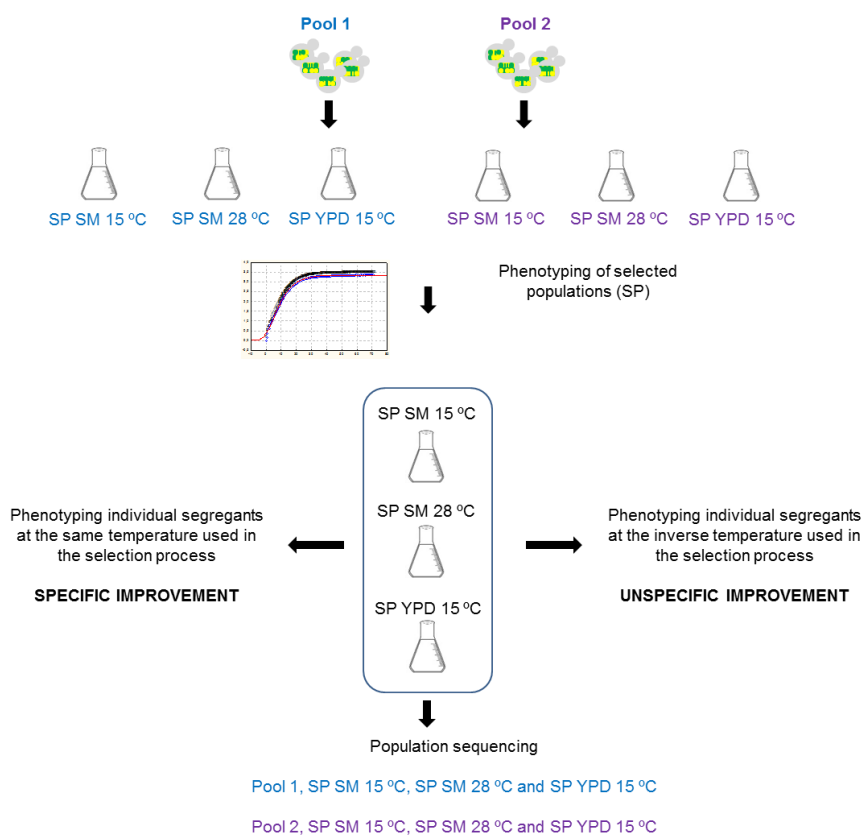 Pool 1
Pool 2
SP SM 15 ºC
SP SM 28 ºC
SP YPD 15 ºC
SP SM 15 ºC
SP SM 28 ºC
SP YPD 15 ºC
Phenotyping of selected
populations (SP)
SP SM 15 ºC
SP SM 28 ºC
SP YPD 15 ºC
Phenotyping individual segregants
at the same temperature used in
the selection process
SPECIFIC IMPROVEMENT
Phenotyping individual segregants
at the inverse temperature used in
the selection process
UNSPECIFIC IMPROVEMENT
Population sequencing
Pool 1, SP SM 15 ºC, SP SM 28 ºC and SP YPD 15 ºC
Pool 2, SP SM 15 ºC, SP SM 28 ºC and SP YPD 15 ºC